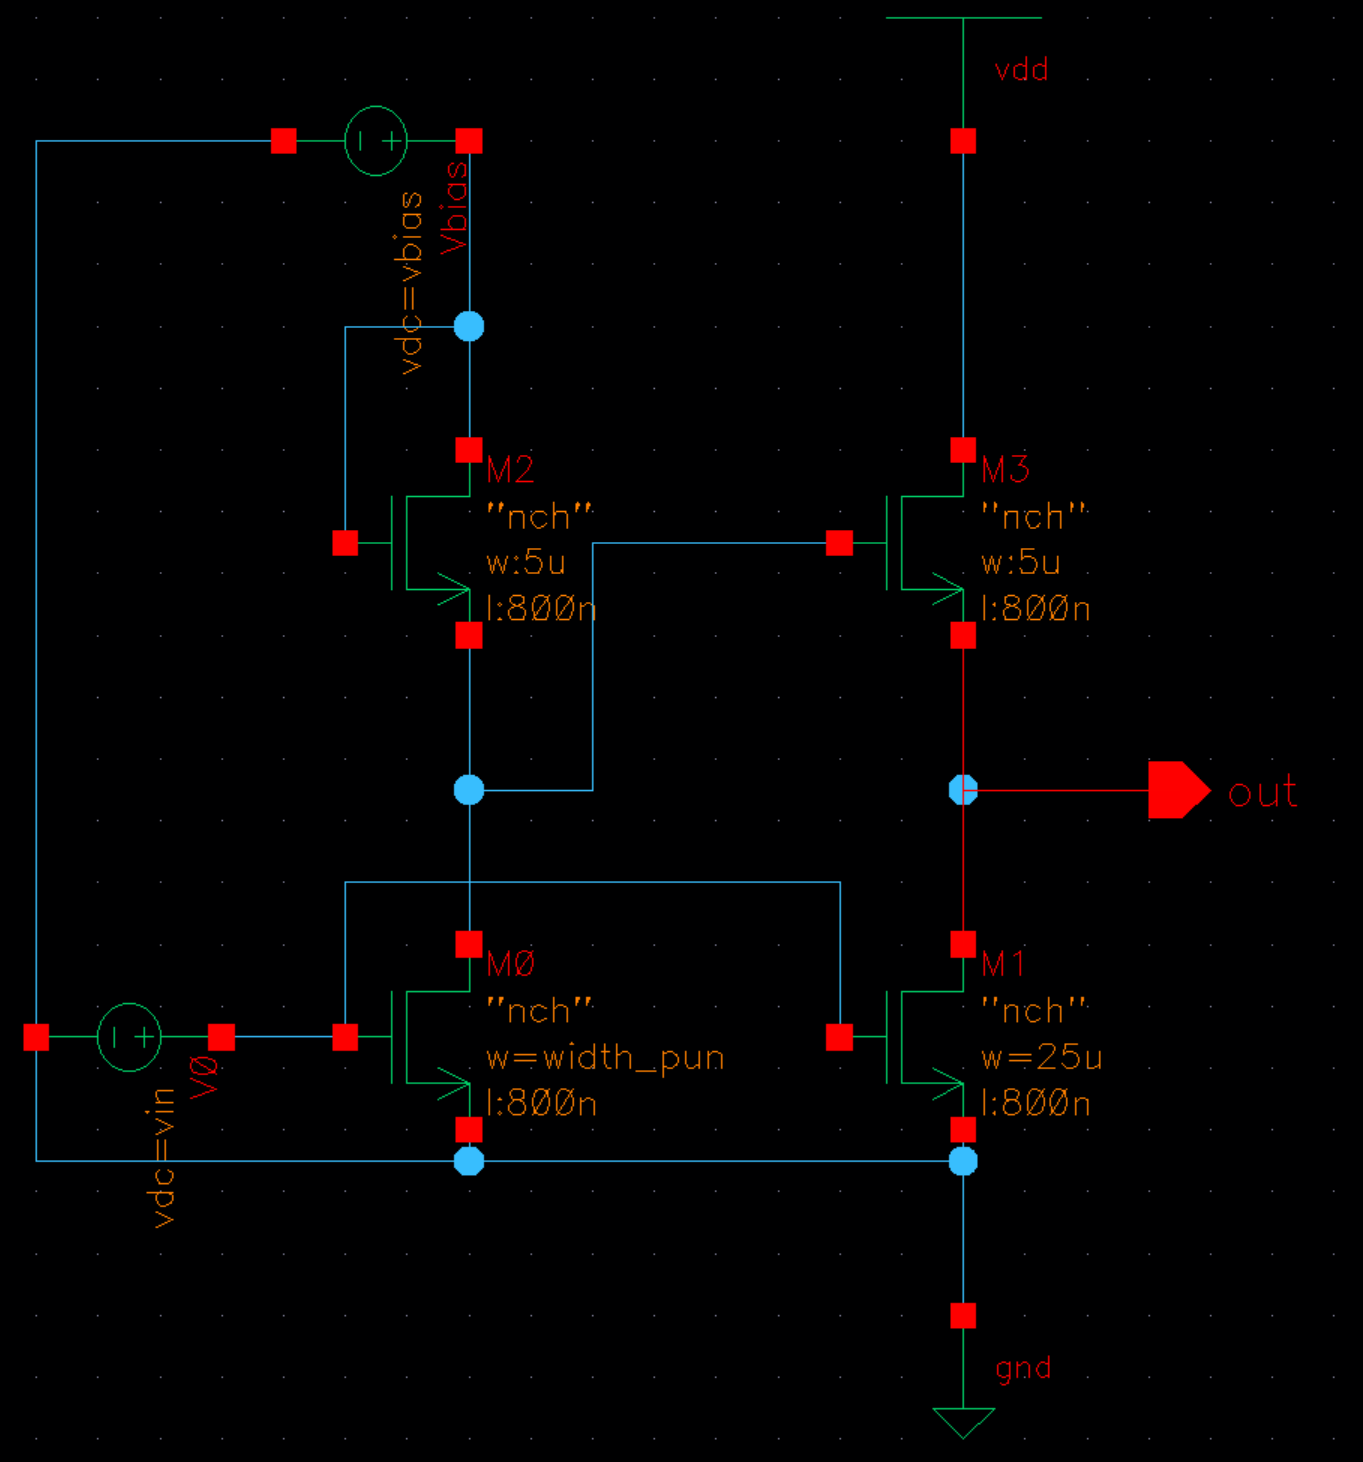 vdd
Vbias
vdc=vbias
M2
"nch"
w:5u
l:800n
M3
"nch"
w:5u
l:800n
out
M0
"nch"
w=width_pun
l:800n
M1
"nch"
w=25u
l:800n
V0
vdc=vin
gnd